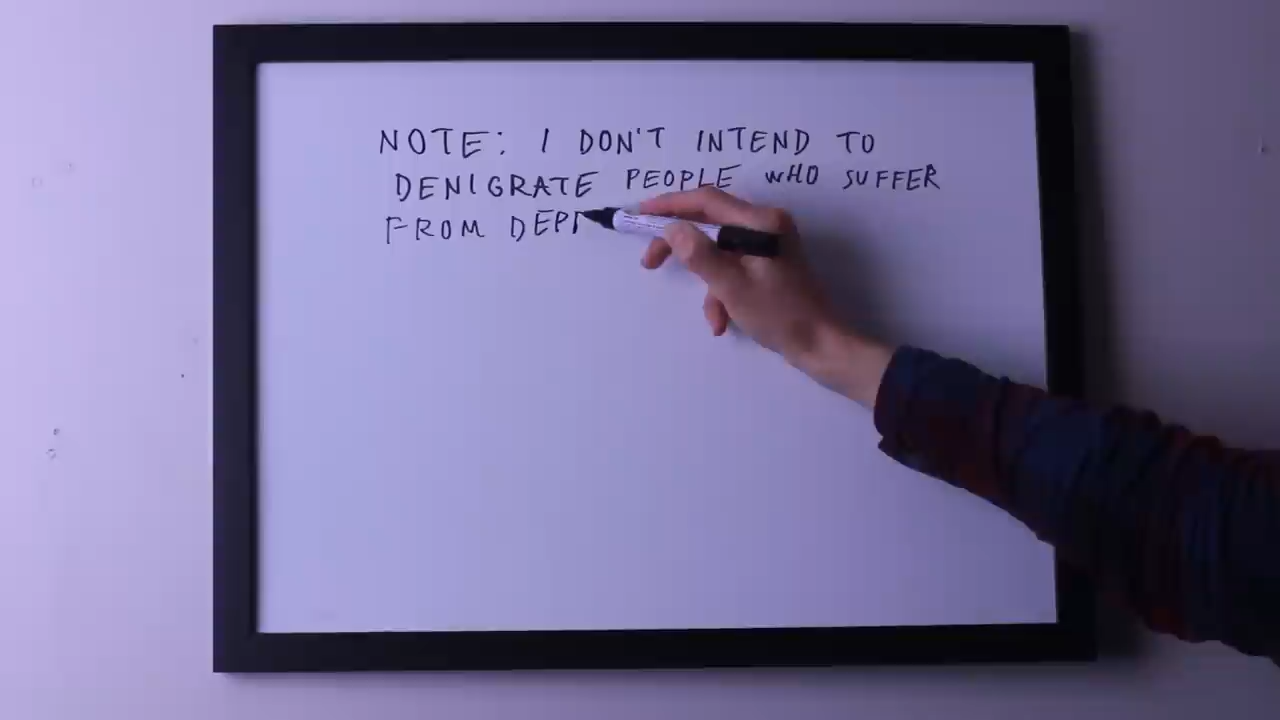 NOTE: I DON'T INTEND TO
DENIGRATE PEOPLE WHO SUFFER
FROM DEP